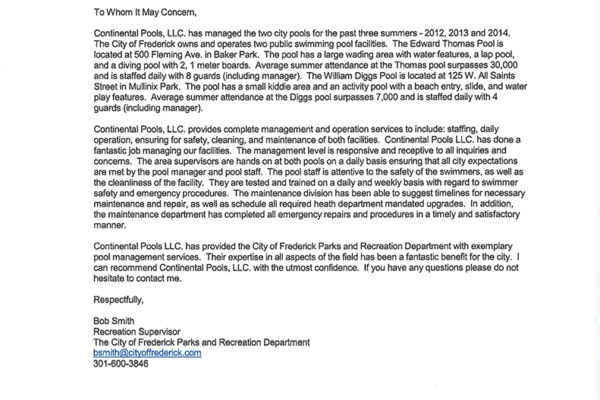 To Whom It May Concern,
Continental Pools, LLC. has managed the two city pools for the past three summers - 2012, 2013 and 2014.
The City of Frederick owns and operates two public swimming pool facilities.  The Edward Thomas Pool is
located at 500 Fleming Ave. in Baker Park.  The pool has a large wading area with water features, a lap pool,
and a diving pool with 2, 1 meter boards.  Average summer attendance at the Thomas pool surpasses 30,000
and is staffed daily with 8 guards (including manager).  The William Diggs Pool is located at 125 W. All Saints
Street in Mullinix Park.  The pool has a small kiddie area and an activity pool with a beach entry, slide, and water
play features.  Average summer attendance at the Diggs pool surpasses 7,000 and is staffed daily with 4
guards (including manager).
Continental Pools, LLC. provides complete management and operation services to include: staffing, daily
operation, ensuring for safety, cleaning, and maintenance of both facilities.  Continental Pools LLC. has done a
fantastic job managing our facilities.  The management level is responsive and receptive to all inquiries and
concerns.  The area supervisors are hands on at both pools on a daily basis ensuring that all city expectations
are met by the pool manager and pool staff.  The pool staff is attentive to the safety of the swimmers, as well as
the cleanliness of the facility.  They are tested and trained on a daily and weekly basis with regard to swimmer
safety and emergency procedures.  The maintenance division has been able to suggest timelines for necessary
maintenance and repair, as well as schedule all required heath department mandated upgrades.  In addition,
the maintenance department has completed all emergency repairs and procedures in a timely and satisfactory
manner.
Continental Pools LLC. has provided the City of Frederick Parks and Recreation Department with exemplary
pool management services.  Their expertise in all aspects of the field has been a fantastic benefit for the city.  I
can recommend Continental Pools, LLC. with the utmost confidence.  If you have any questions please do not
hesitate to contact me.
Respectfully,
Bob Smith
Recreation Supervisor
The City of Frederick Parks and Recreation Department
bsmith@cityoffrederick.com
301-600-3846